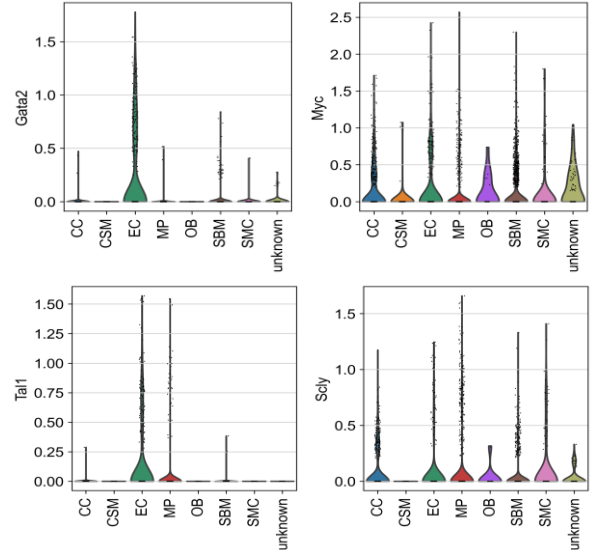 Gata2
1.5
1.0
0.5
0.0
CC
CSM
EC
MP
OB
SBM
SMC
unknown
Myc
2.5
2.0
1.5
1.0
0.5
0.0
CC
CSM
EC
MP
OB
SBM
SMC
unknown
Tal1
1.50
1.25
1.00
0.75
0.50
0.25
0.00
CC
CSM
EC
MP
OB
SBM
SMC
unknown
Scly
1.5
1.0
0.5
0.0
CC
CSM
EC
MP
OB
SBM
SMC
unknown